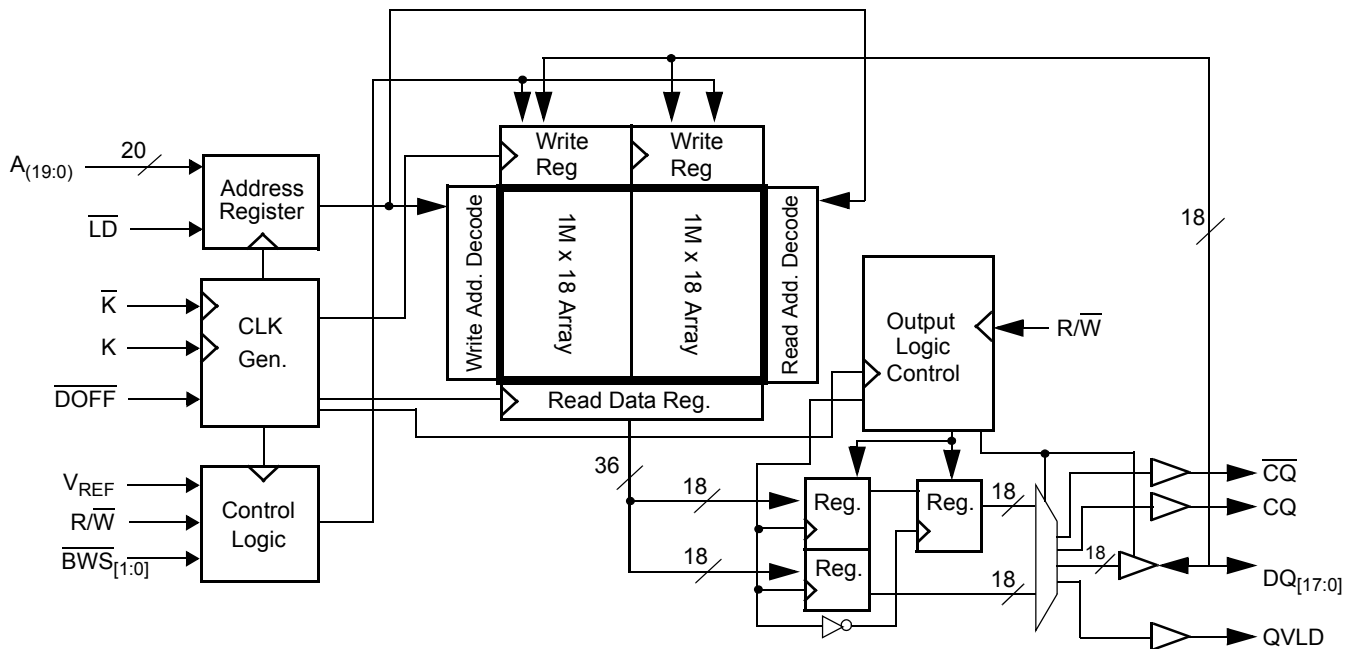 A(19:0)
20
LD
Address
Register
K
K
DOFF
CLK
Gen.
VREF
R/W
BWS[1:0]
Control
Logic
Write
Reg
Write
Reg
Write Add. Decode
1M x 18 Array
1M x 18 Array
Read Add. Decode
Read Data Reg.
18
Output
Logic
Control
R/W
36
18
18
Reg.
Reg.
Reg.
18
18
18
CQ
CQ
DQ[17:0]
QVLD